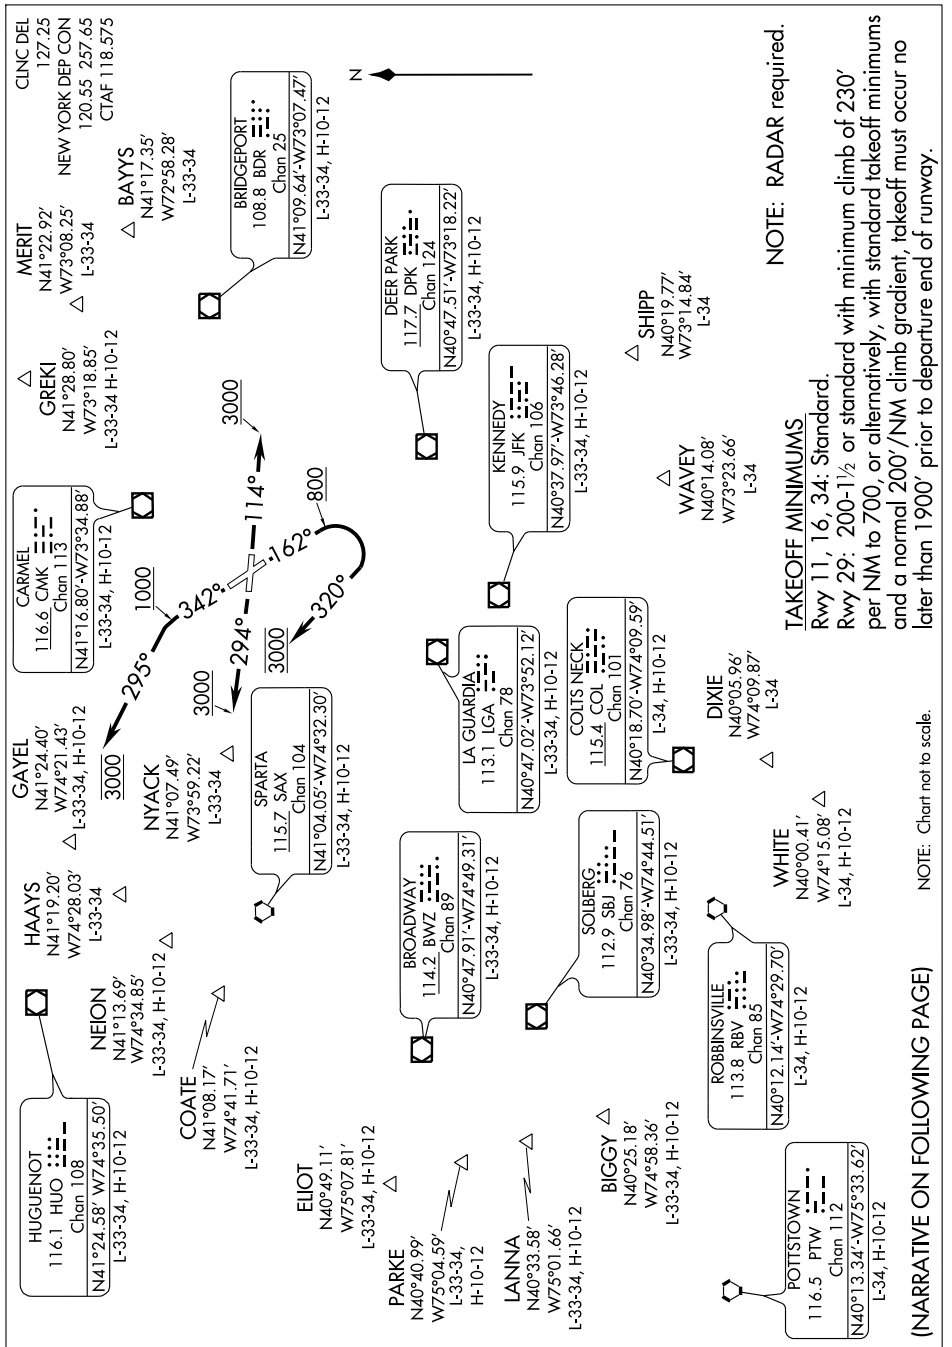 CLNC DEL
127.25
NEW YORK DEP CON
120.55 257.65
CTAF 118.575
HUGUENOT
116.1 HUO
Chan 108
N41°24.58' W74°35.50'
L-33-34, H-10-12
HAAYS
N41°19.20'
W74°28.03'
L-33-34
GAYEL
N41°24.40'
W74°21.43'
L-33-34, H-10-12
CARMEL
116.6 CMK
Chan 113
N41°16.80'-W73°34.88'
L-33-34, H-10-12
GREKI
N41°28.80'
W73°18.85'
L-33-34 H-10-12
MERIT
N41°22.92'
W73°08.25'
L-33-34
BAYYS
N41°17.35'
W72°58.28'
L-33-34
NEION
N41°13.69'
W74°34.85'
L-33-34, H-10-12
COATE
N41°08.17'
W74°41.71'
L-33-34, H-10-12
NYACK
N41°07.49'
W73°59.22'
L-33-34
3000
295°
1000
342°
3000
294°
114°
3000
162°
800
320°
3000
BRIDGEPORT
108.8 BDR
Chan 25
N41°09.64'-W73°07.47'
L-33-34, H-10-12
N
SPARTA
115.7 SAX
Chan 104
N41°04.05'-W74°32.30'
L-33-34, H-10-12
ELIOT
N40°49.11'
W75°07.81'
L-33-34, H-10-12
BROADWAY
114.2 BWZ
Chan 89
N40°47.91'-W74°49.31'
L-33-34, H-10-12
LA GUARDIA
113.1 LGA
Chan 78
N40°47.02'-W73°52.12'
L-33-34, H-10-12
DEER PARK
117.7 DPK
Chan 124
N40°47.51'-W73°18.22'
L-33-34, H-10-12
PARKE
N40°40.99'
W75°04.59'
L-33-34,
H-10-12
KENNEDY
115.9 JFK
Chan 106
N40°37.97'-W73°46.28'
L-33-34, H-10-12
LANNA
N40°33.58'
W75°01.66'
L-33-34, H-10-12
SOLBERG
112.9 SBJ
Chan 76
N40°34.98'-W74°44.51'
L-33-34, H-10-12
COLTS NECK
115.4 COL
Chan 101
N40°18.70'-W74°09.59'
L-34, H-10-12
BIGGY
N40°25.18'
W74°58.36'
L-33-34, H-10-12
SHIPP
N40°19.77'
W73°14.84'
L-34
WAVEY
N40°14.08'
W73°23.66'
L-34
ROBBINSVILLE
113.8 RBV
Chan 85
N40°12.14'-W74°29.70'
L-34, H-10-12
DIXIE
N40°05.96'
W74°09.87'
L-34
WHITE
N40°00.41'
W74°15.08'
L-34, H-10-12
POTTSTOWN
116.5 PTW
Chan 112
N40°13.34'-W75°33.62'
L-34, H-10-12
NOTE: RADAR required.
TAKEOFF MINIMUMS
Rwy 11, 16, 34: Standard.
Rwy 29: 200-1½ or standard with minimum climb of 230'
per NM to 700, or alternatively, with standard takeoff minimums
and a normal 200'/NM climb gradient, takeoff must occur no
later than 1900' prior to departure end of runway.
(NARRATIVE ON FOLLOWING PAGE)
NOTE: Chart not to scale.